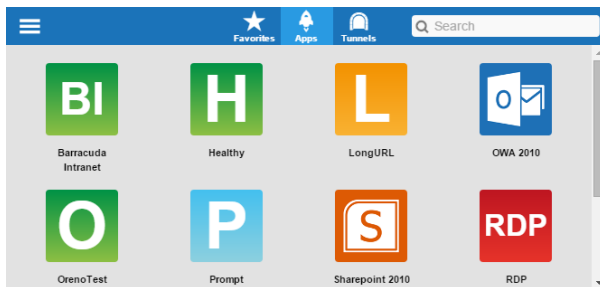 Favorites Apps Tunnels Search
BI H L O
Barracuda Intranet Healthy LongURL OWA 2010
O P S RDP
OrenoTest Prompt Sharepoint 2010 RDP